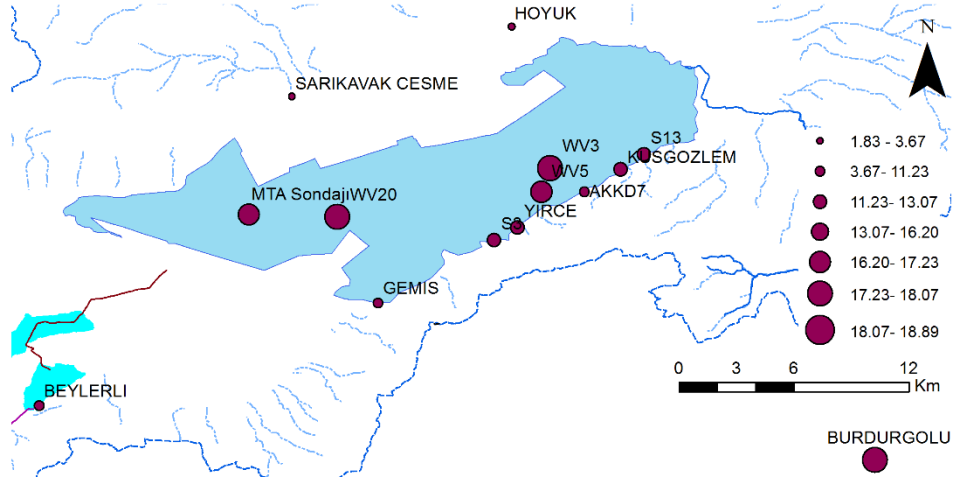 HOYUK
N
SARIKAVAK CESME
S13
WV3
KUSGOZLEM
WV5
AKKD7
MTA SondajiWV20
YIRCE
S3
GEMIS
BEYLERLI
1.83 - 3.67
3.67- 11.23
11.23- 13.07
13.07- 16.20
16.20- 17.23
17.23- 18.07
18.07- 18.89
0 3 6 12
Km
BURDURGOLU